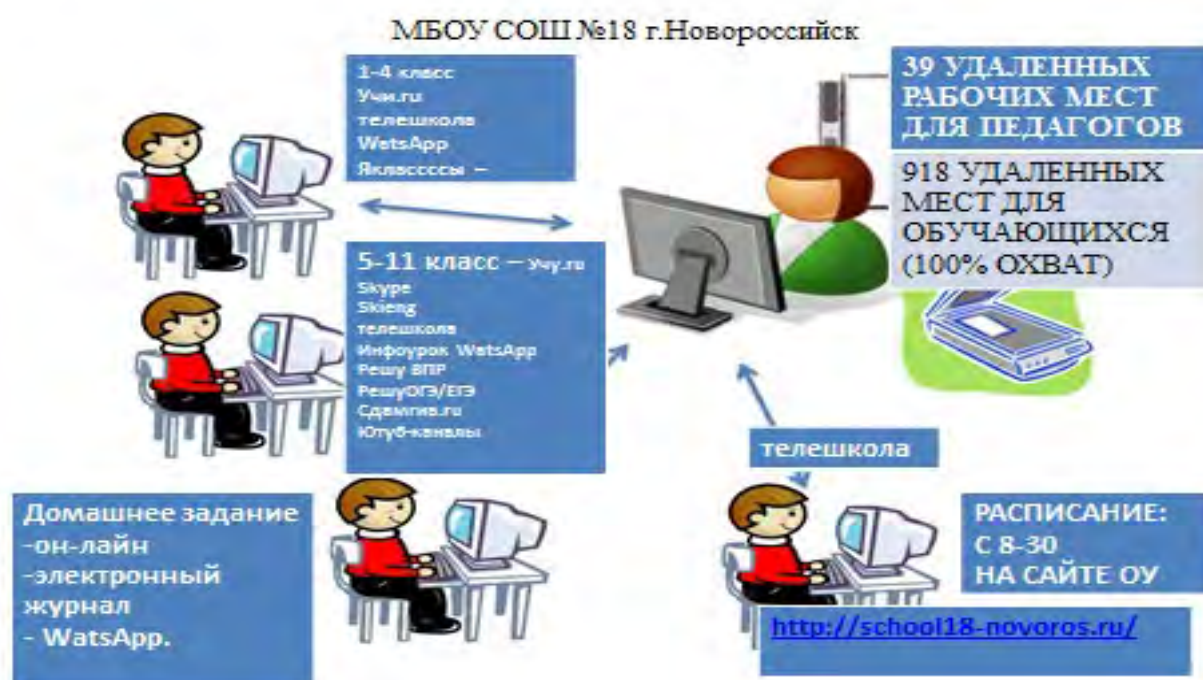 МБОУ СОШ №18 г.Новороссийск
1-4 класс
Учи.ru
телешкола
WatsApp
Яклассссы –
39 УДАЛЕННЫХ
РАБОЧИХ МЕСТ
ДЛЯ ПЕДАГОГОВ
918 УДАЛЕННЫХ
МЕСТ ДЛЯ
ОБУЧАЮЩИХСЯ
(100% ОХВАТ)
5-11 класс – Учу.ru
Skype
Skieng
телешкола
Инфоурок WatsApp
Решу ВПР
РешуОГЭ/ЕГЭ
Ютуб-каналы
телешкола
Домашнее задание
-он-лайн
-электронный
журнал
- WatsApp.
РАСПИСАНИЕ:
С 8-30
НА САЙТЕ ОУ
http://school18-novoros.ru/